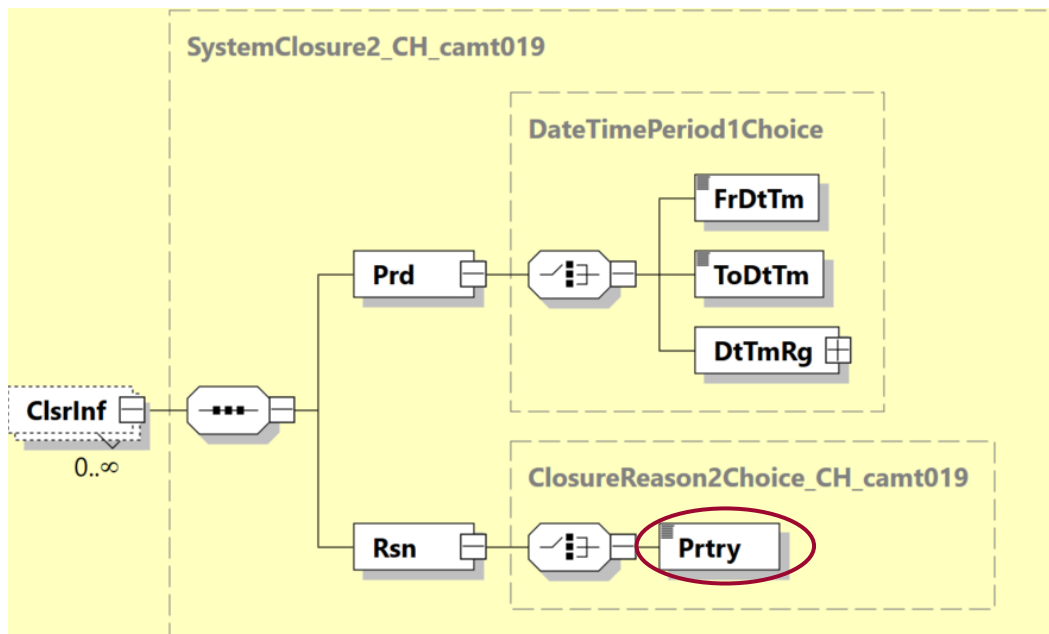 SystemClosure2_CH_camt019
DateTimePeriod1Choice
FrDtTm
Prd
ToDtTm
DtTmRg
ClsrInf
0..∞
ClosureReason2Choice_CH_camt019
Rsn
Prtry